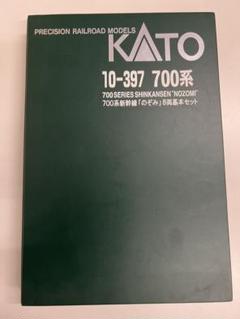 PRECISION RAILROAD MODELS
KATO
10-397 700系
700 SERIES SHINKANSEN "NOZOMI"
700系新幹線「のぞみ」8両基本セット